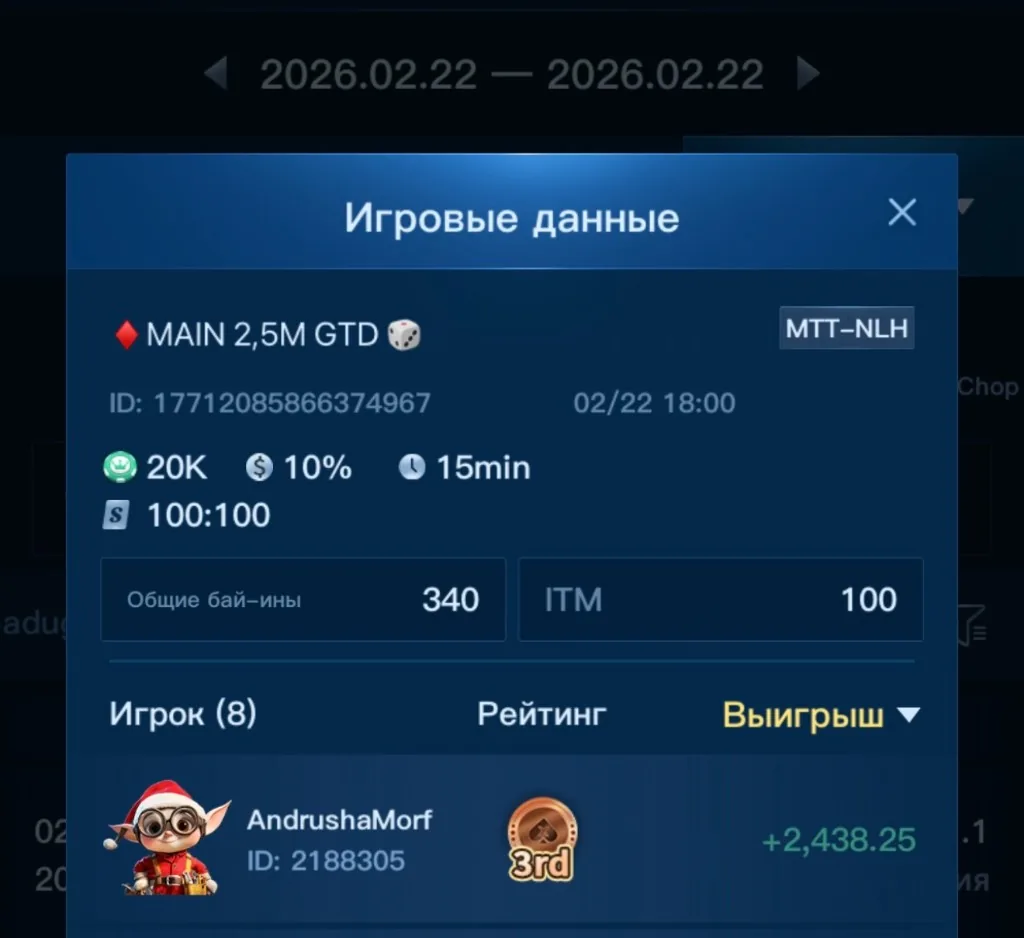 2026.02.22 — 2026.02.22
Игровые данные
MAIN 2,5M GTD
MTT-NLH
ID: 17712085866374967
02/22 18:00
Chop
20K
10%
15min
S 100:100
Общие бай-ины 340
ITM 100
Игрок (8)
Рейтинг
Выигрыш
AndrushaMorf
ID: 2188305
3rd
+2,438.25